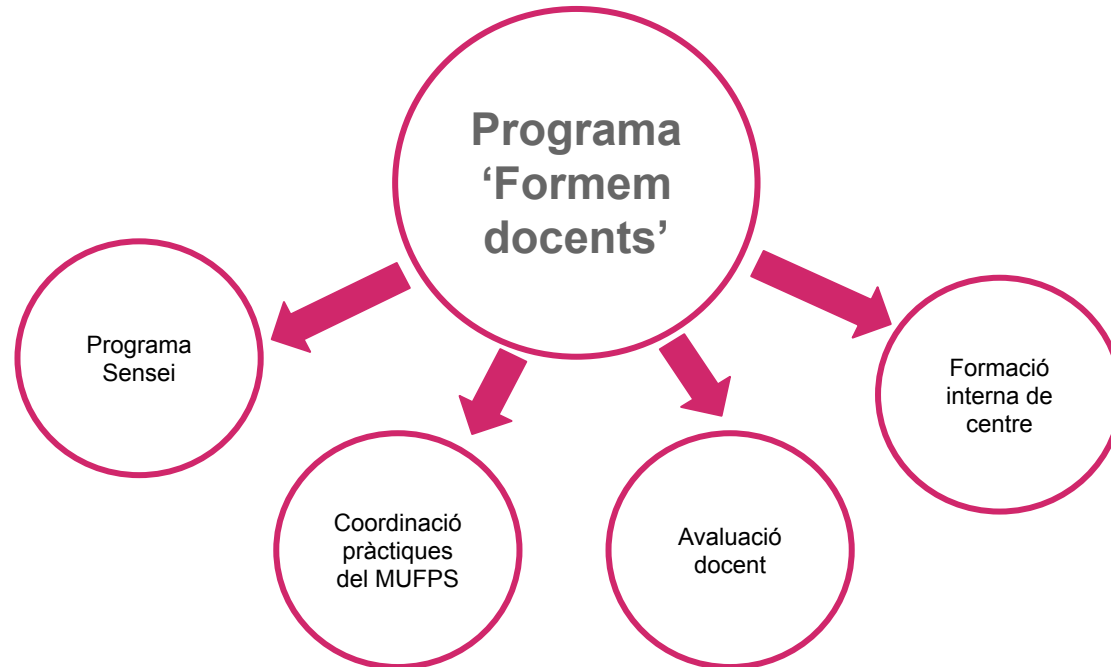 Programa
‘Formem
docents’
Programa
Sensei
Coordinació
pràctiques
del MUFPS
Avaluació
docent
Formació
interna de
centre